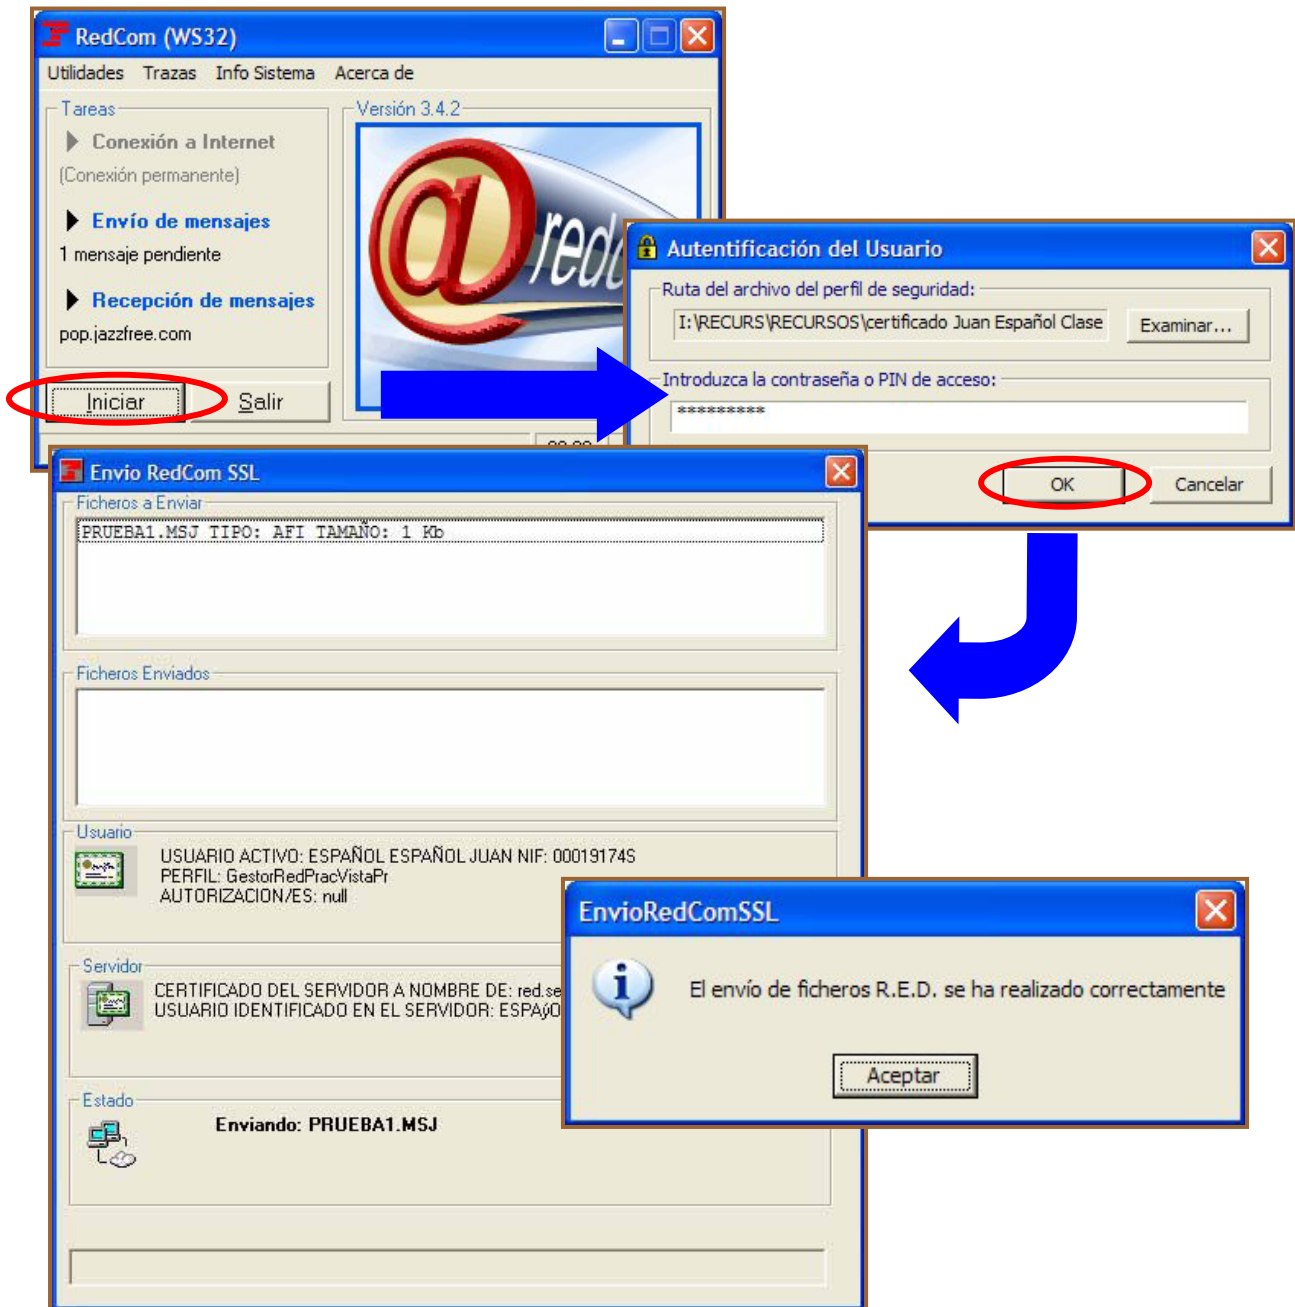 RedCom (WS32)
Utilidades Trazas Info Sistema Acerca de
Tareas
Conexión a Internet
(Conexión permanente)
Envío de mensajes
1 mensaje pendiente
Recepción de mensajes
pop.jazzfree.com
Iniciar Salir
Versión 3.4.2
@
Autentificación del Usuario
Ruta del archivo del perfil de seguridad:
I:\RECURS\RECURSOS\certificado Juan Español Clase Examinar...
Introduzca la contraseña o PIN de acceso:
*********
OK Cancelar
Envio RedCom SSL
Ficheros a Enviar
PRUEBA1.MSJ TIPO: AFI TAMAÑO: 1 Kb
Ficheros Enviados
Usuario
USUARIO ACTIVO: ESPAÑOL ESPAÑOL JUAN NIF: 00019174S
PERFIL: GestorRedPracVistaPr
AUTORIZACION/ES: null
Servidor
CERTIFICADO DEL SERVIDOR A NOMBRE DE: red.se
USUARIO IDENTIFICADO EN EL SERVIDOR: ESPAýO
Estado
Enviando: PRUEBA1.MSJ
EnvioRedComSSL
El envío de ficheros R.E.D. se ha realizado correctamente
Aceptar